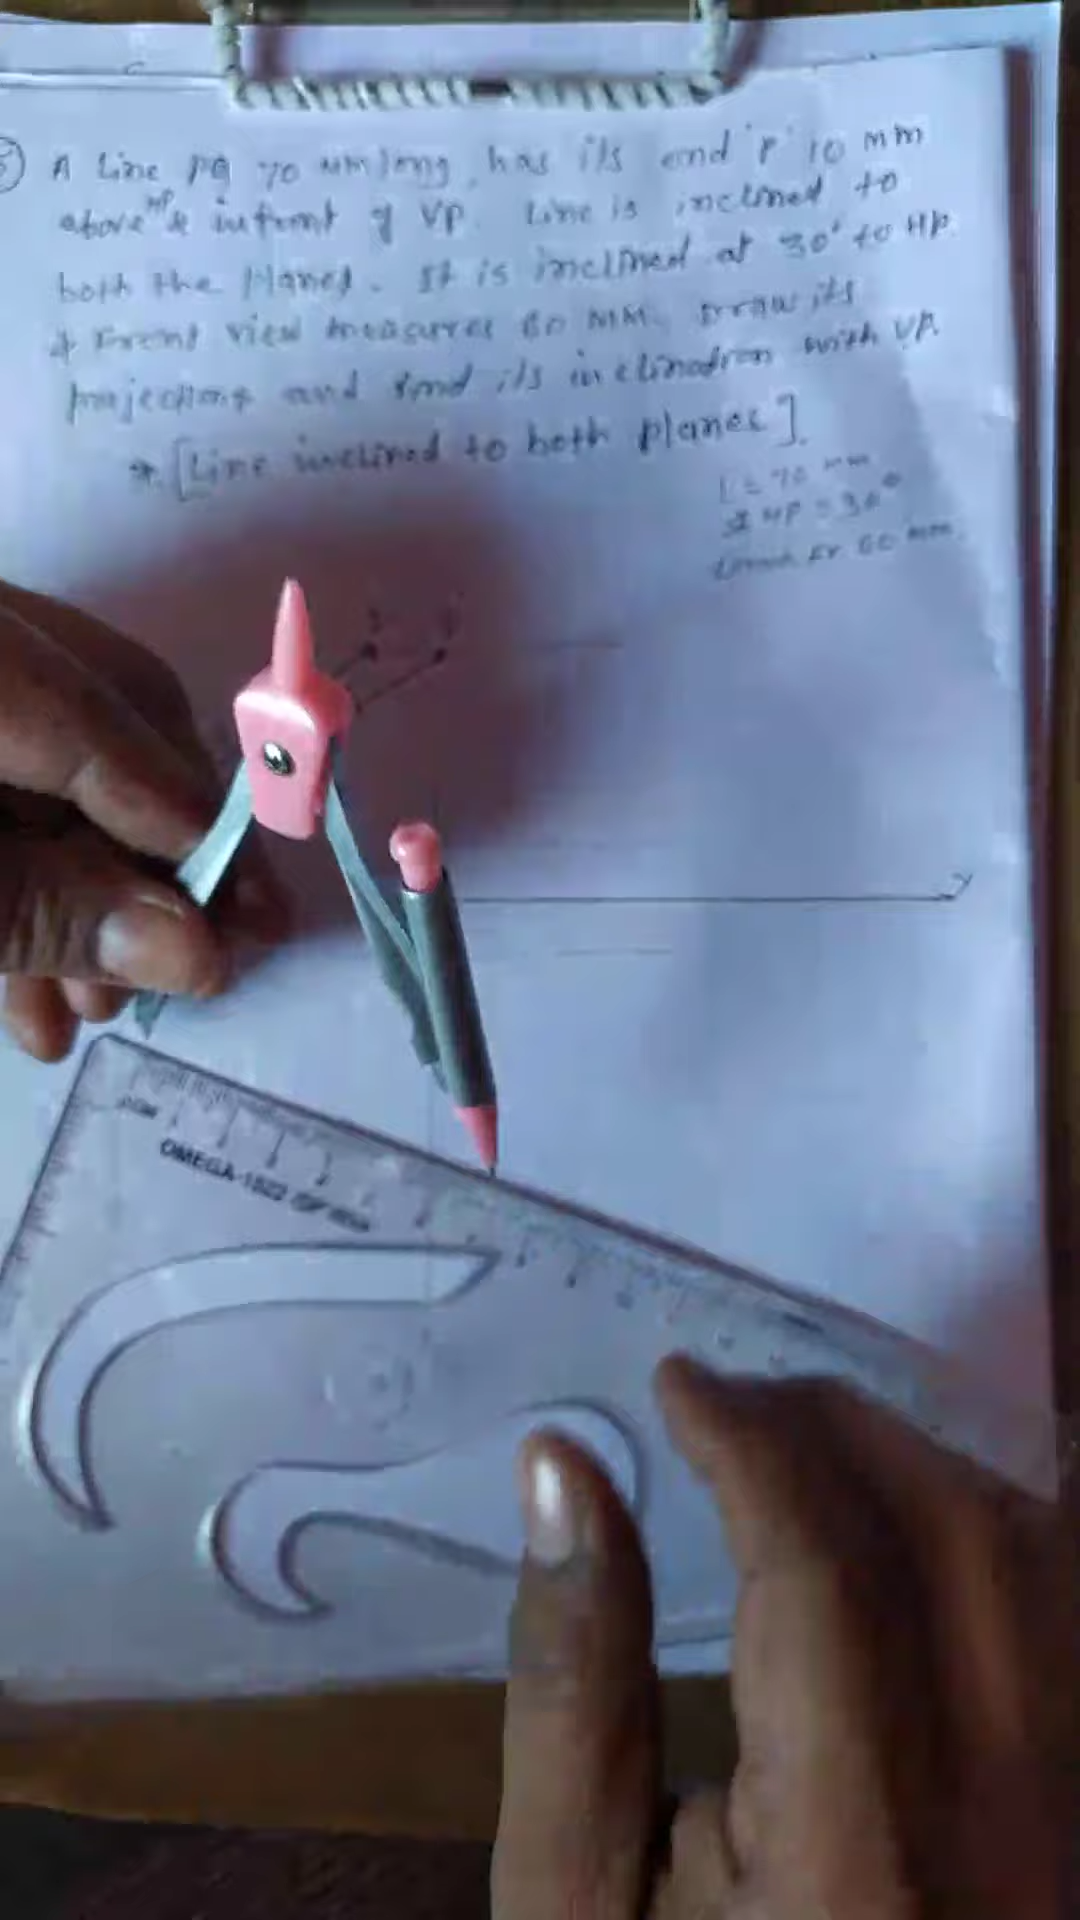 5) A Line PQ 70 mm long, has its end 'P' 10 mm
above HP & infront of VP. Line is inclined to
both the Planes. It is inclined at 30° to HP.
& Front view measures 60 MM. Draw its
projections and find its inclination with VP.
*. [Line inclined to both planes].
L = 70 mm
HP = 30°
FV 60 mm.
Y
OMEGA-1522